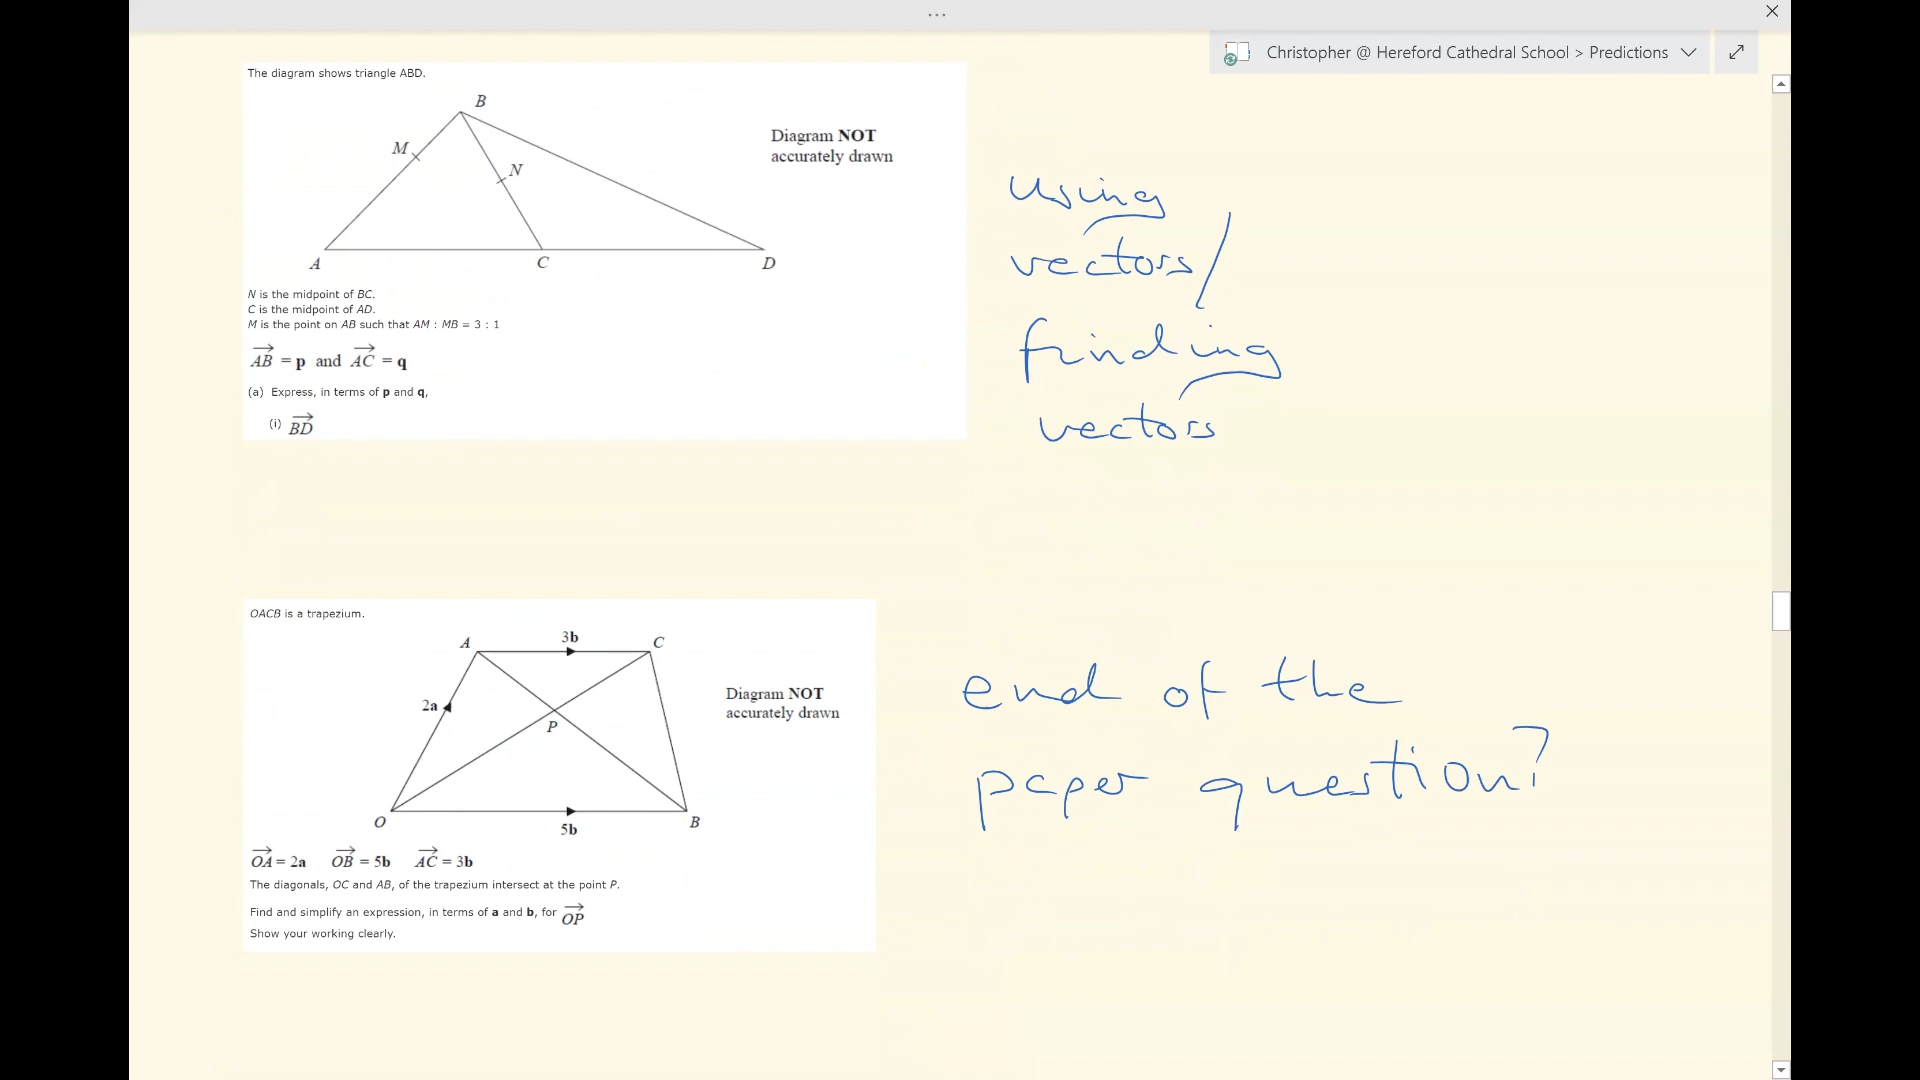 Christopher @ Hereford Cathedral School > Predictions
The diagram shows triangle ABD.
B
M
N
A
C
D
Diagram NOT
accurately drawn
N is the midpoint of BC.
C is the midpoint of AD.
M is the point on AB such that AM : MB = 3 : 1
AB = p and AC = q
(a) Express, in terms of p and q,
(i) BD
using
vectors/
finding
vectors
OACB is a trapezium.
A
3b
C
2a
P
O
5b
B
Diagram NOT
accurately drawn
OA = 2a OB = 5b AC = 3b
The diagonals, OC and AB, of the trapezium intersect at the point P.
Find and simplify an expression, in terms of a and b, for OP
Show your working clearly.
end of the
paper question?